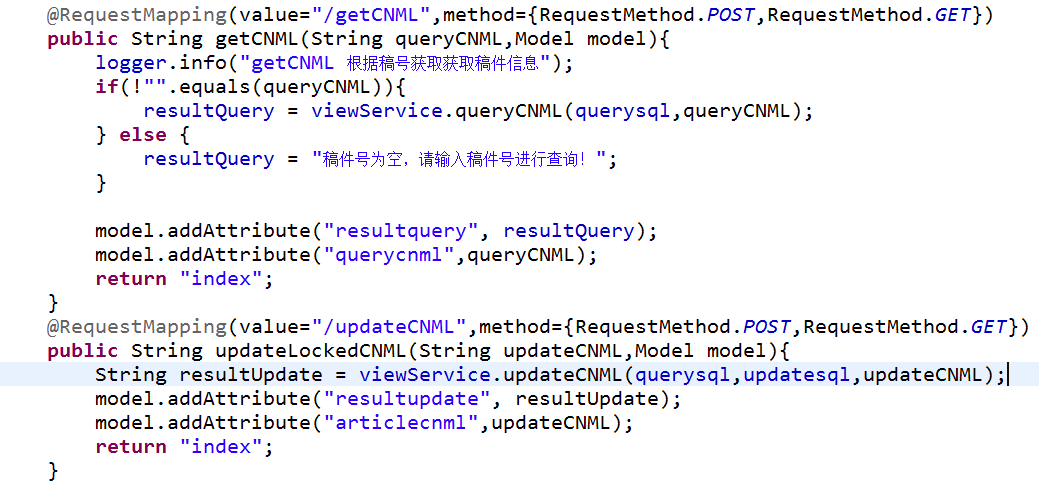 @RequestMapping(value="/getCNML",method={RequestMethod.POST,RequestMethod.GET})
public String getCNML(String queryCNML,Model model){
logger.info("getCNML 根据稿号获取获取稿件信息");
if(!"".equals(queryCNML)){
resultQuery = viewService.queryCNML(querysql,queryCNML);
} else {
resultQuery = "稿件号为空，请输入稿件号进行查询！";
}
model.addAttribute("resultquery", resultQuery);
model.addAttribute("querycnml",queryCNML);
return "index";
}
@RequestMapping(value="/updateCNML",method={RequestMethod.POST,RequestMethod.GET})
public String updateLockedCNML(String updateCNML,Model model){
String resultUpdate = viewService.updateCNML(querysql,updatesql,updateCNML);
model.addAttribute("resultupdate", resultUpdate);
model.addAttribute("articlecnml",updateCNML);
return "index";
}